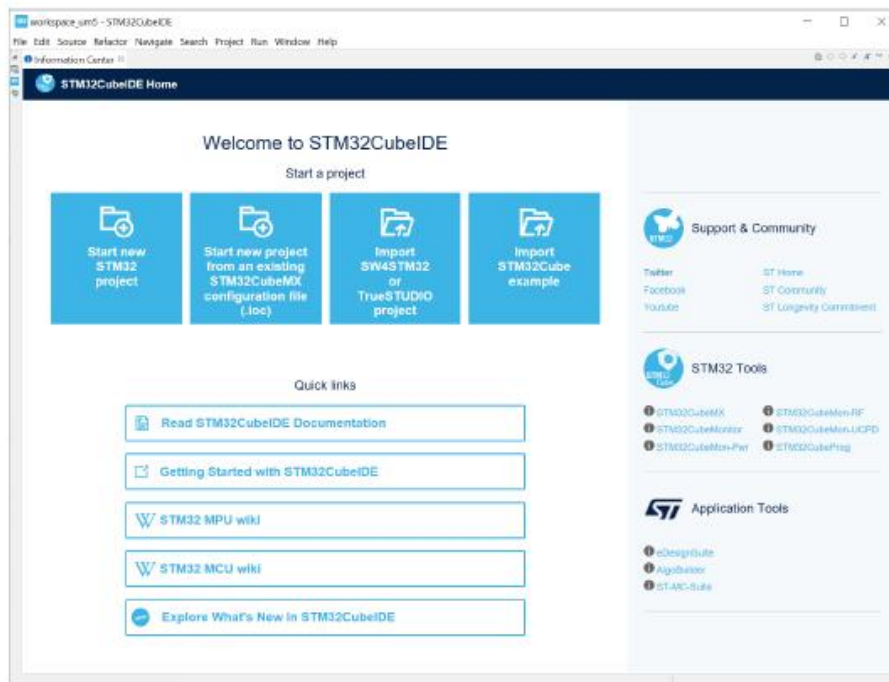 workspace_um5 - STM32CubeIDE
File Edit Source Refactor Navigate Search Project Run Window Help
Information Center
STM32CubeIDE Home
Welcome to STM32CubeIDE
Start a project
Start new
STM32
project
Start new project
from an existing
STM32CubeMX
configuration file
(.ioc)
Import
SW4STM32
or
TrueSTUDIO
project
Import
STM32Cube
example
Quick links
Read STM32CubeIDE Documentation
Getting Started with STM32CubeIDE
STM32 MPU wiki
STM32 MCU wiki
Explore What's New in STM32CubeIDE
Support & Community
Twitter ST Home
Facebook ST Community
Youtube ST Longevity Commitment
STM32 Tools
STM32CubeMX STM32CubeMon-RF
STM32CubeMonitor STM32CubeMon-UCPD
STM32CubeMon-Pwr STM32CubeProg
Application Tools
eDesignSuite
AlgoBuilder
ST-MC-Suite